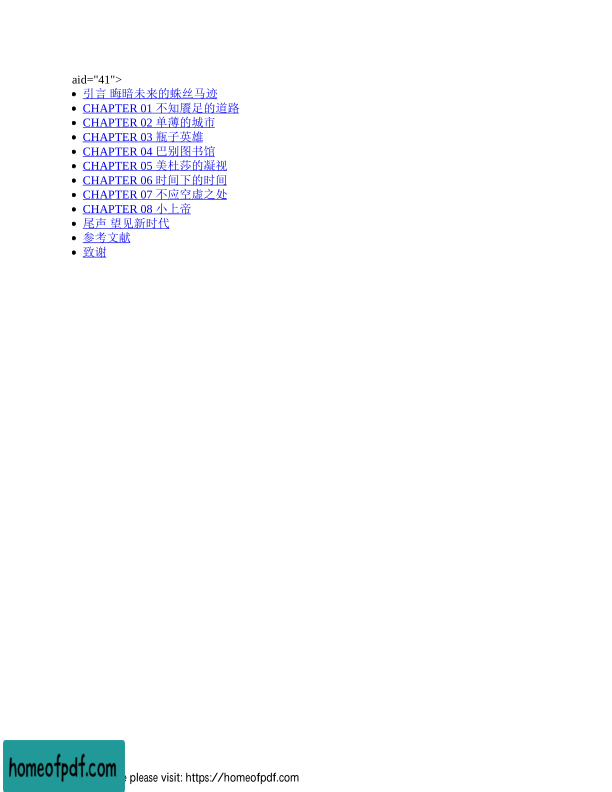 aid="41">
引言 晦暗未来的蛛丝马迹
CHAPTER 01 不知餍足的道路
CHAPTER 02 单薄的城市
CHAPTER 03 瓶子英雄
CHAPTER 04 巴别图书馆
CHAPTER 05 美杜莎的凝视
CHAPTER 06 时间下的时间
CHAPTER 07 不应空虚之处
CHAPTER 08 小上帝
尾声 望见新时代
参考文献
致谢
homeofpdf.com
please visit: https://homeofpdf.com